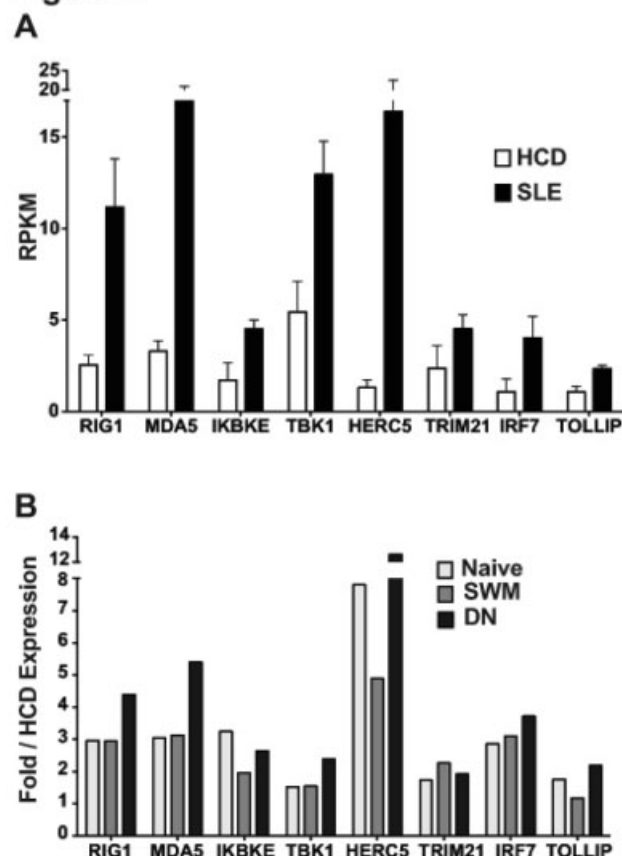 A
25
20
15
10
5
0
RPKM
HCD
SLE
RIG1 MDA5 IKBKE TBK1 HERC5 TRIM21 IRF7 TOLLIP
B
14
12
8
7
6
5
4
3
2
1
0
Fold / HCD Expression
Naive
SWM
DN
RIG1 MDA5 IKBKE TBK1 HERC5 TRIM21 IRF7 TOLLIP